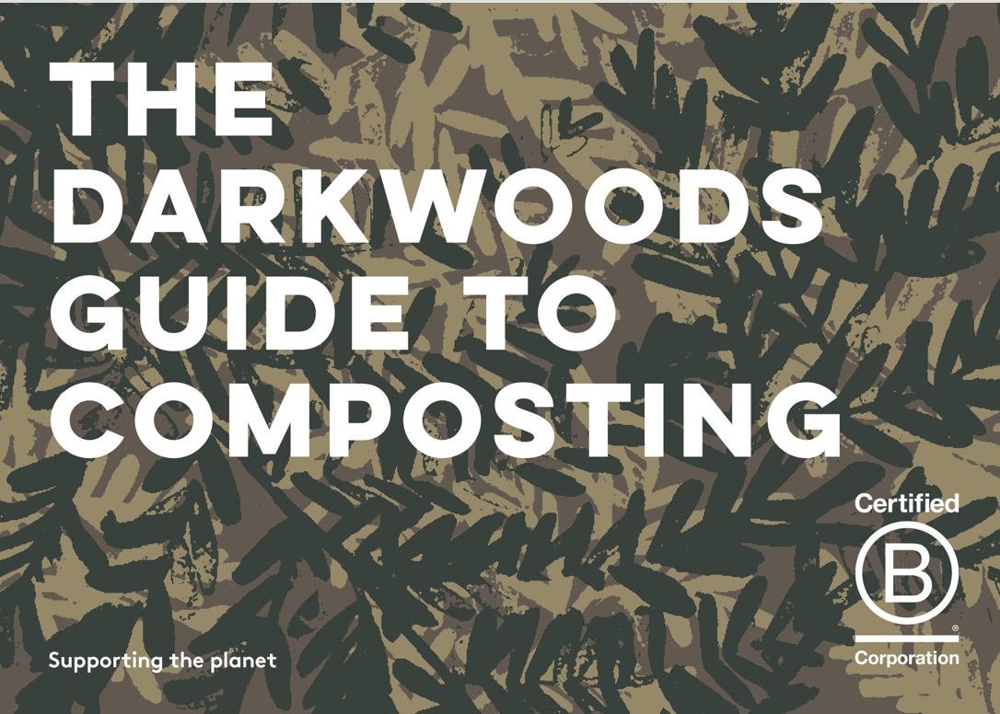 THE
DARKWOODS
GUIDE TO
COMPOSTING
Certified
B
®
Corporation
Supporting the planet